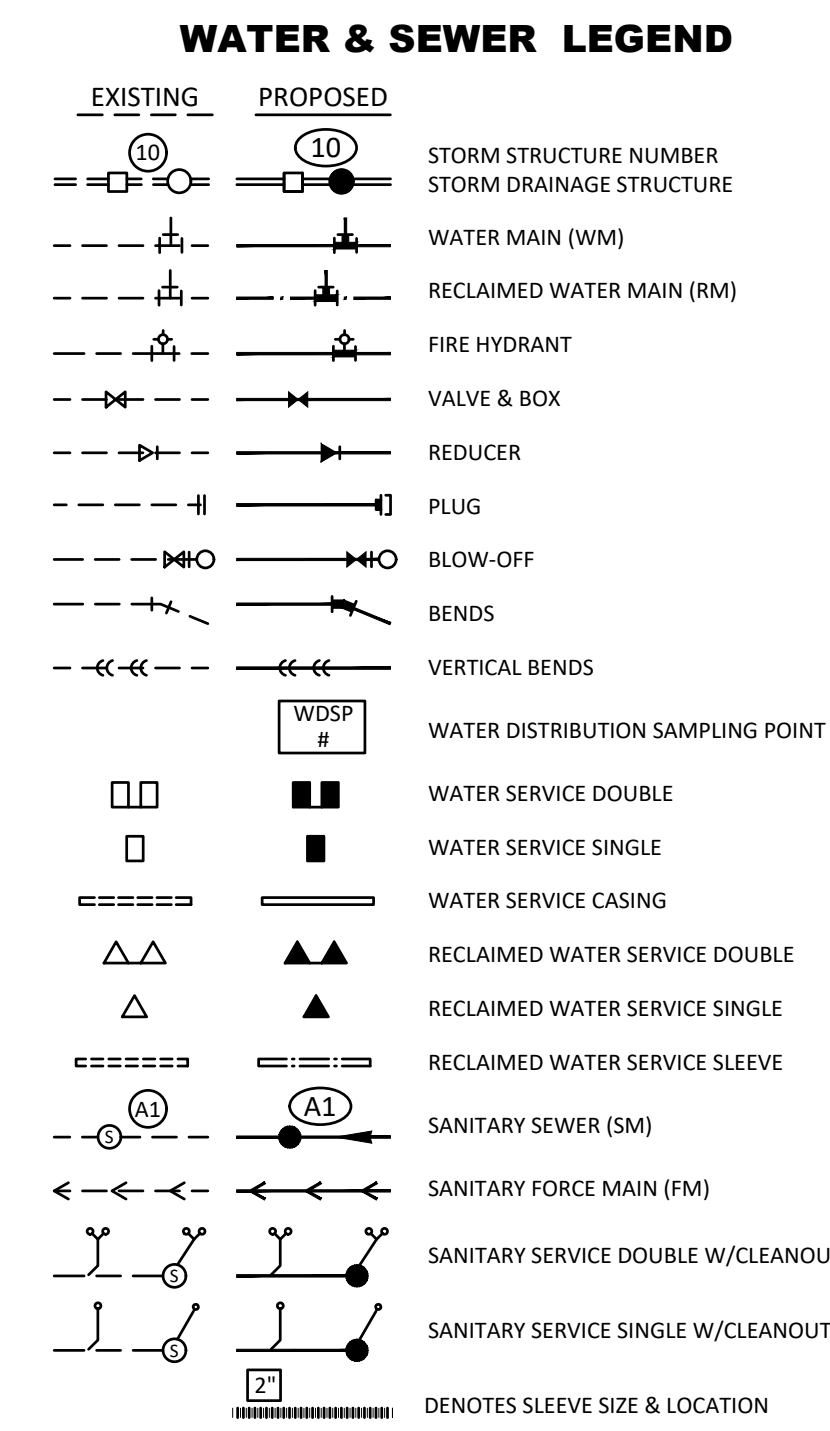 WATER & SEWER LEGEND
EXISTING PROPOSED
10 10 STORM STRUCTURE NUMBER
STORM DRAINAGE STRUCTURE
WATER MAIN (WM)
RECLAIMED WATER MAIN (RM)
FIRE HYDRANT
VALVE & BOX
REDUCER
PLUG
BLOW-OFF
BENDS
VERTICAL BENDS
WDSP
# WATER DISTRIBUTION SAMPLING POINT
WATER SERVICE DOUBLE
WATER SERVICE SINGLE
WATER SERVICE CASING
RECLAIMED WATER SERVICE DOUBLE
RECLAIMED WATER SERVICE SINGLE
RECLAIMED WATER SERVICE SLEEVE
A1 A1
S SANITARY SEWER (SM)
SANITARY FORCE MAIN (FM)
SANITARY SERVICE DOUBLE W/CLEANOU
S
SANITARY SERVICE SINGLE W/CLEANOUT
S
2"
DENOTES SLEEVE SIZE & LOCATION